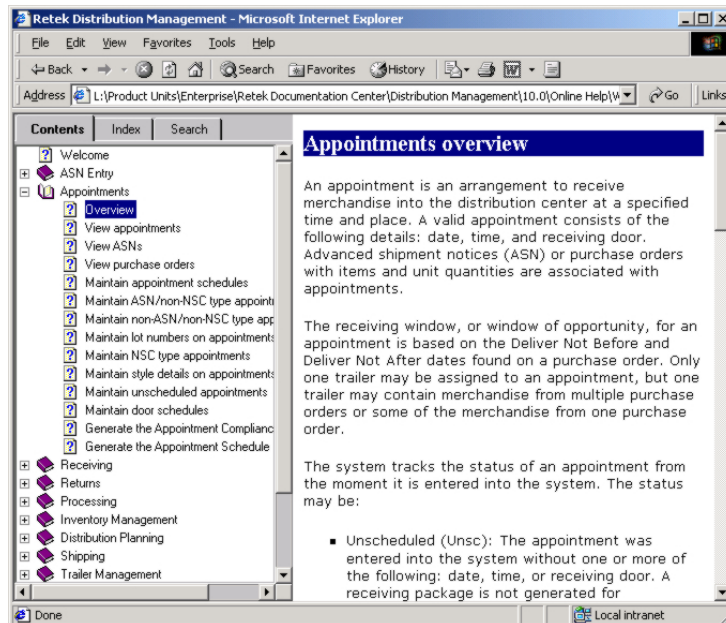 Retek Distribution Management - Microsoft Internet Explorer
File Edit View Favorites Tools Help
Back Search Favorites History
Address L:\Product Units\Enterprise\Retek Documentation Center\Distribution Management\10.0\Online Help\ Go Links
Contents Index Search
Welcome
ASN Entry
Appointments
Overview
View appointments
View ASNs
View purchase orders
Maintain appointment schedules
Maintain ASN/non-NSC type appoint
Maintain non-ASN/non-NSC type app
Maintain lot numbers on appointments
Maintain NSC type appointments
Maintain style details on appointments
Maintain unscheduled appointments
Maintain door schedules
Generate the Appointment Complianc
Generate the Appointment Schedule
Receiving
Returns
Processing
Inventory Management
Distribution Planning
Shipping
Trailer Management
Appointments overview
An appointment is an arrangement to receive
merchandise into the distribution center at a specified
time and place. A valid appointment consists of the
following details: date, time, and receiving door.
Advanced shipment notices (ASN) or purchase orders
with items and unit quantities are associated with
appointments.
The receiving window, or window of opportunity, for an
appointment is based on the Deliver Not Before and
Deliver Not After dates found on a purchase order. Only
one trailer may be assigned to an appointment, but one
trailer may contain merchandise from multiple purchase
orders or some of the merchandise from one purchase
order.
The system tracks the status of an appointment from
the moment it is entered into the system. The status
may be:
▪ Unscheduled (Unsc): The appointment was
entered into the system without one or more of
the following: date, time, or receiving door. A
receiving package is not generated for
Done Local intranet